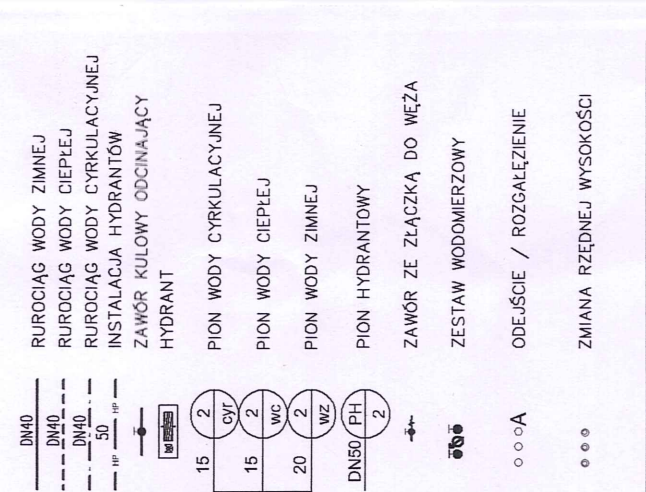 DN40 RUROCIĄG WODY ZIMNEJ
DN40 RUROCIĄG WODY CIEPŁEJ
DN40 RUROCIĄG WODY CYRKULACYJNEJ
HP 50 HP INSTALACJA HYDRANTÓW
ZAWÓR KULOWY ODCINAJĄCY
HYDRANT
15 2 cyr PION WODY CYRKULACYJNEJ
15 2 wc PION WODY CIEPŁEJ
20 2 wz PION WODY ZIMNEJ
DN50 PH 2 PION HYDRANTOWY
ZAWÓR ZE ZŁĄCZKĄ DO WĘŻA
ZESTAW WODOMIERZOWY
A ODEJŚCIE / ROZGAŁĘZIENIE
ZMIANA RZĘDNEJ WYSOKOŚCI